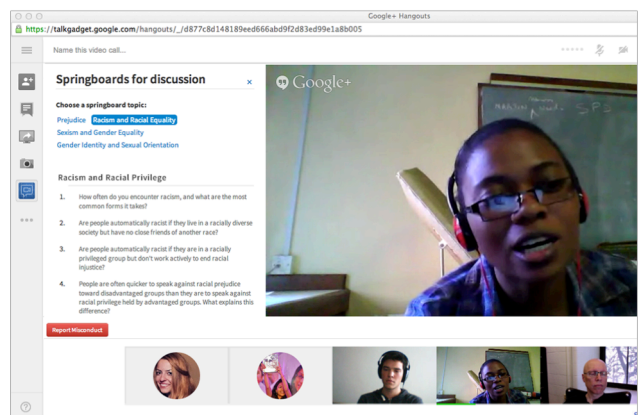 Google+ Hangouts
https://talkgadget.google.com/hangouts/_/d877c8d148189eed666abd9f2d83ed99e1a8b005
Name this video call...
Springboards for discussion
×
Choose a springboard topic:
Prejudice Racism and Racial Equality
Sexism and Gender Equality
Gender Identity and Sexual Orientation
Racism and Racial Privilege
1. How often do you encounter racism, and what are the most
common forms it takes?
2. Are people automatically racist if they live in a racially diverse
society but have no close friends of another race?
3. Are people automatically racist if they are in a racially
privileged group but don't work actively to end racial
injustice?
4. People are often quicker to speak against racial prejudice
toward disadvantaged groups than they are to speak against
racial privilege held by advantaged groups. What explains this
difference?
Report Misconduct
Google+